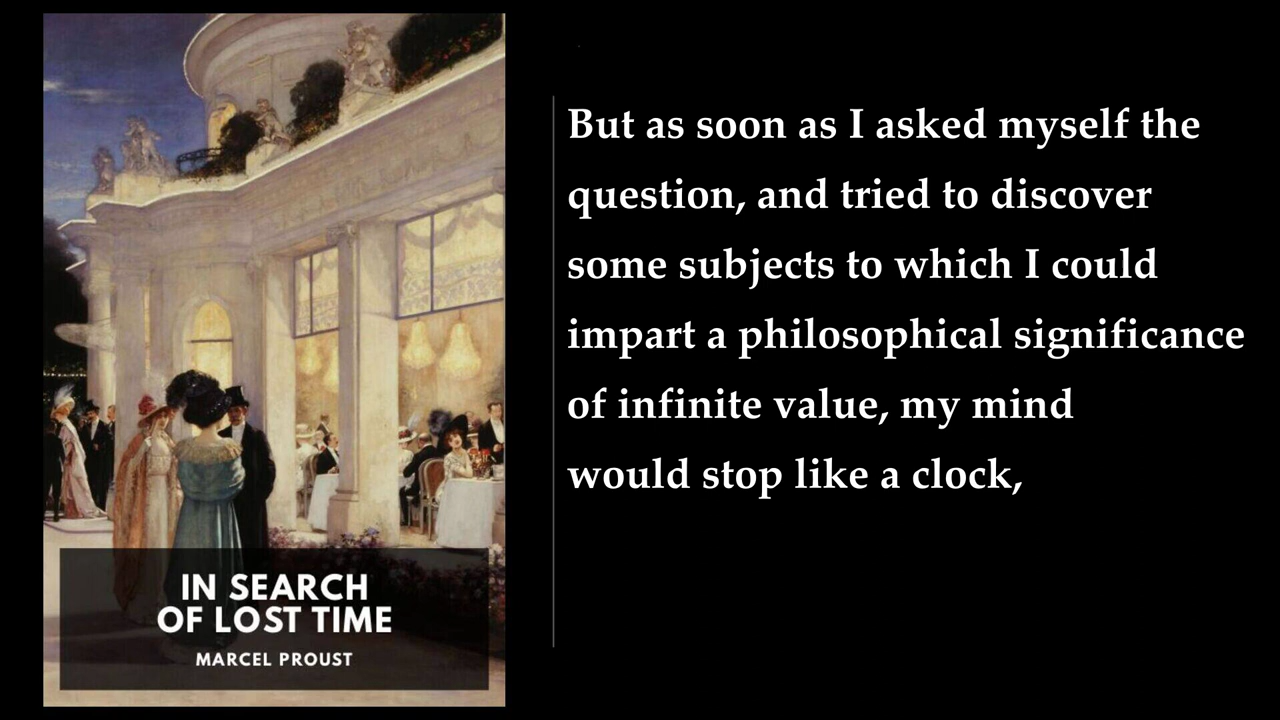 But as soon as I asked myself the
question, and tried to discover
some subjects to which I could
impart a philosophical significance
of infinite value, my mind
would stop like a clock,
IN SEARCH
OF LOST TIME
MARCEL PROUST